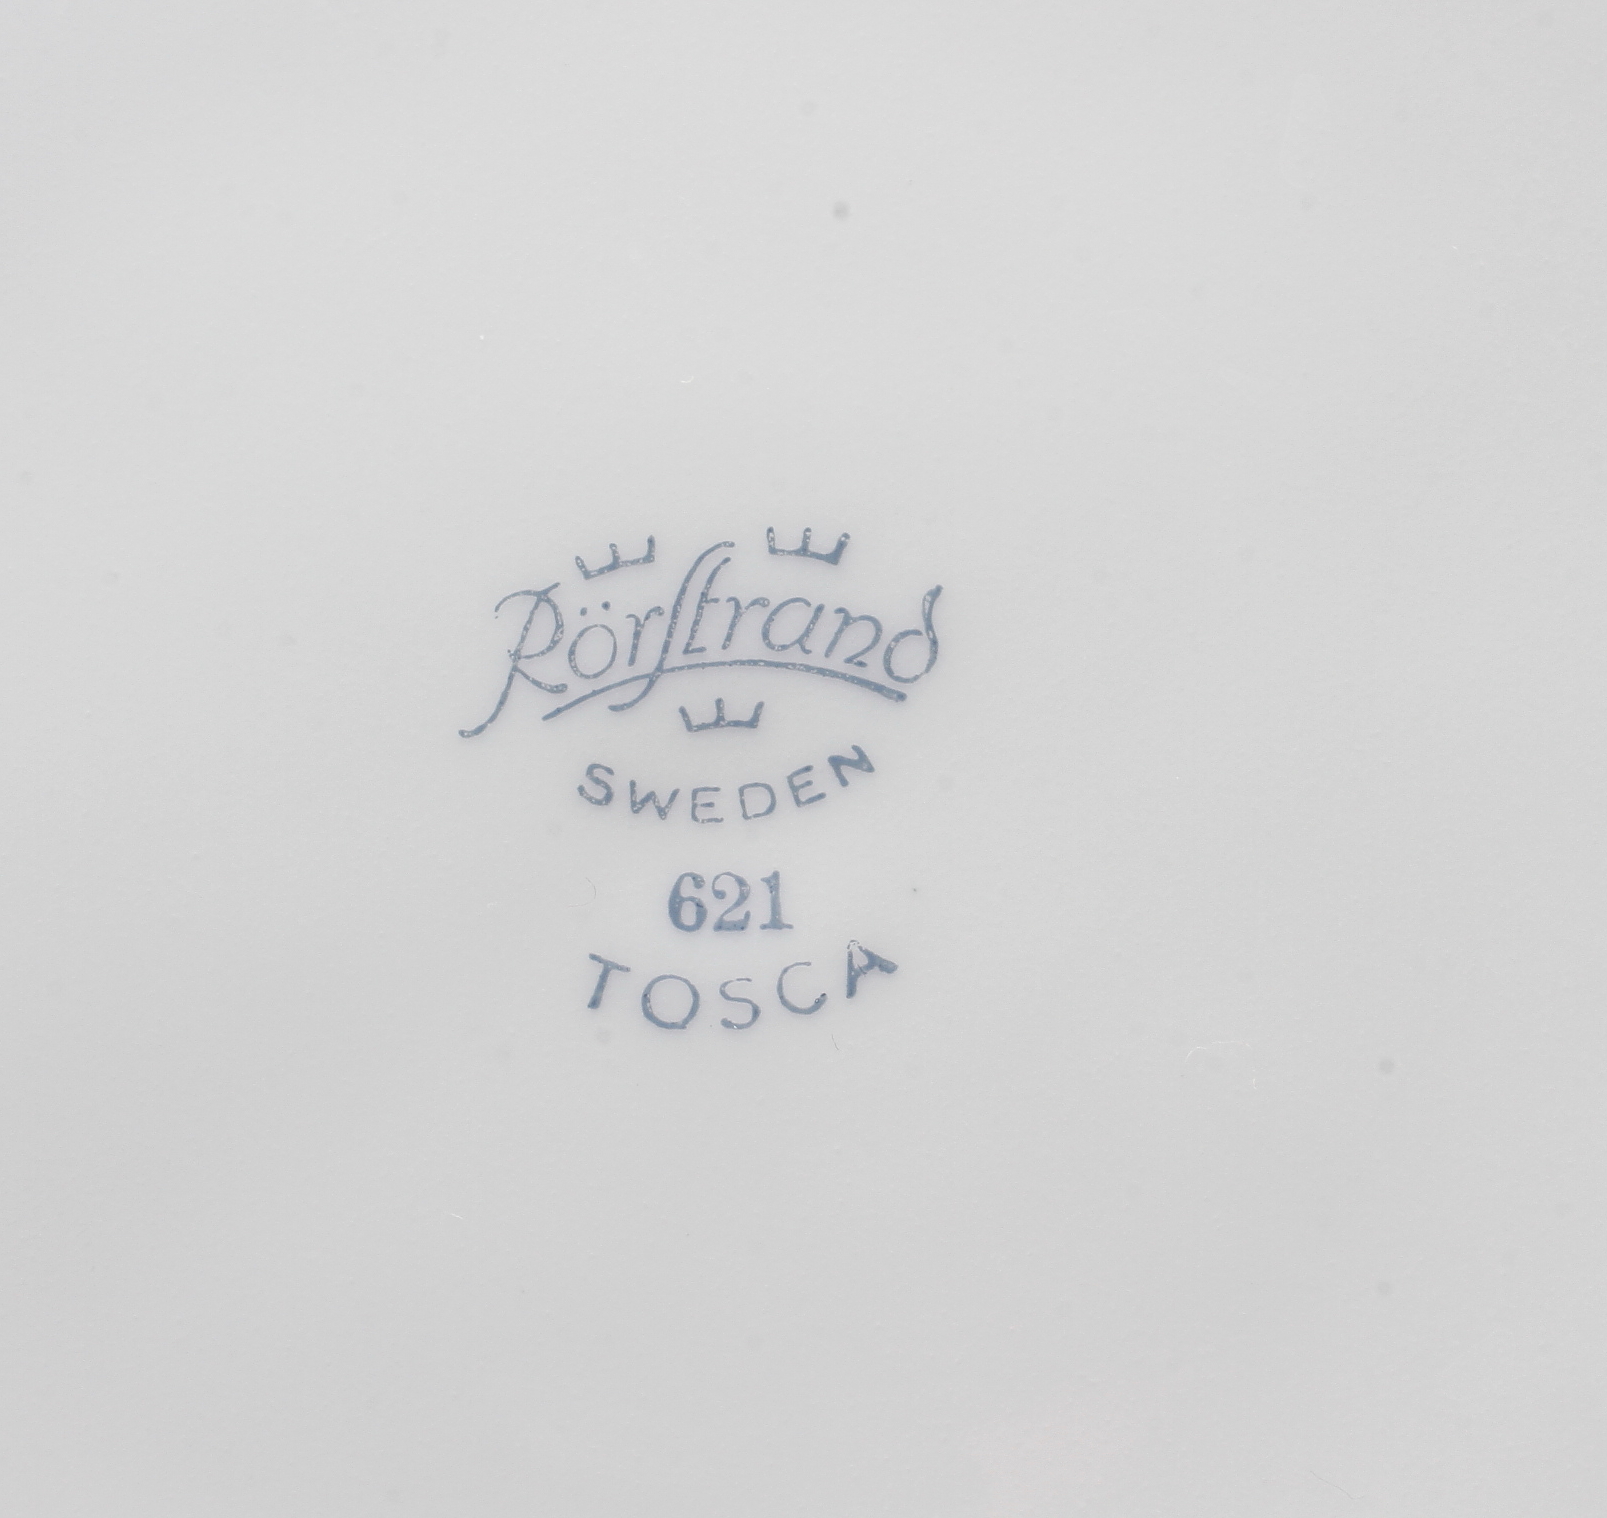 Rörstrand
SWEDEN
621
TOSCA